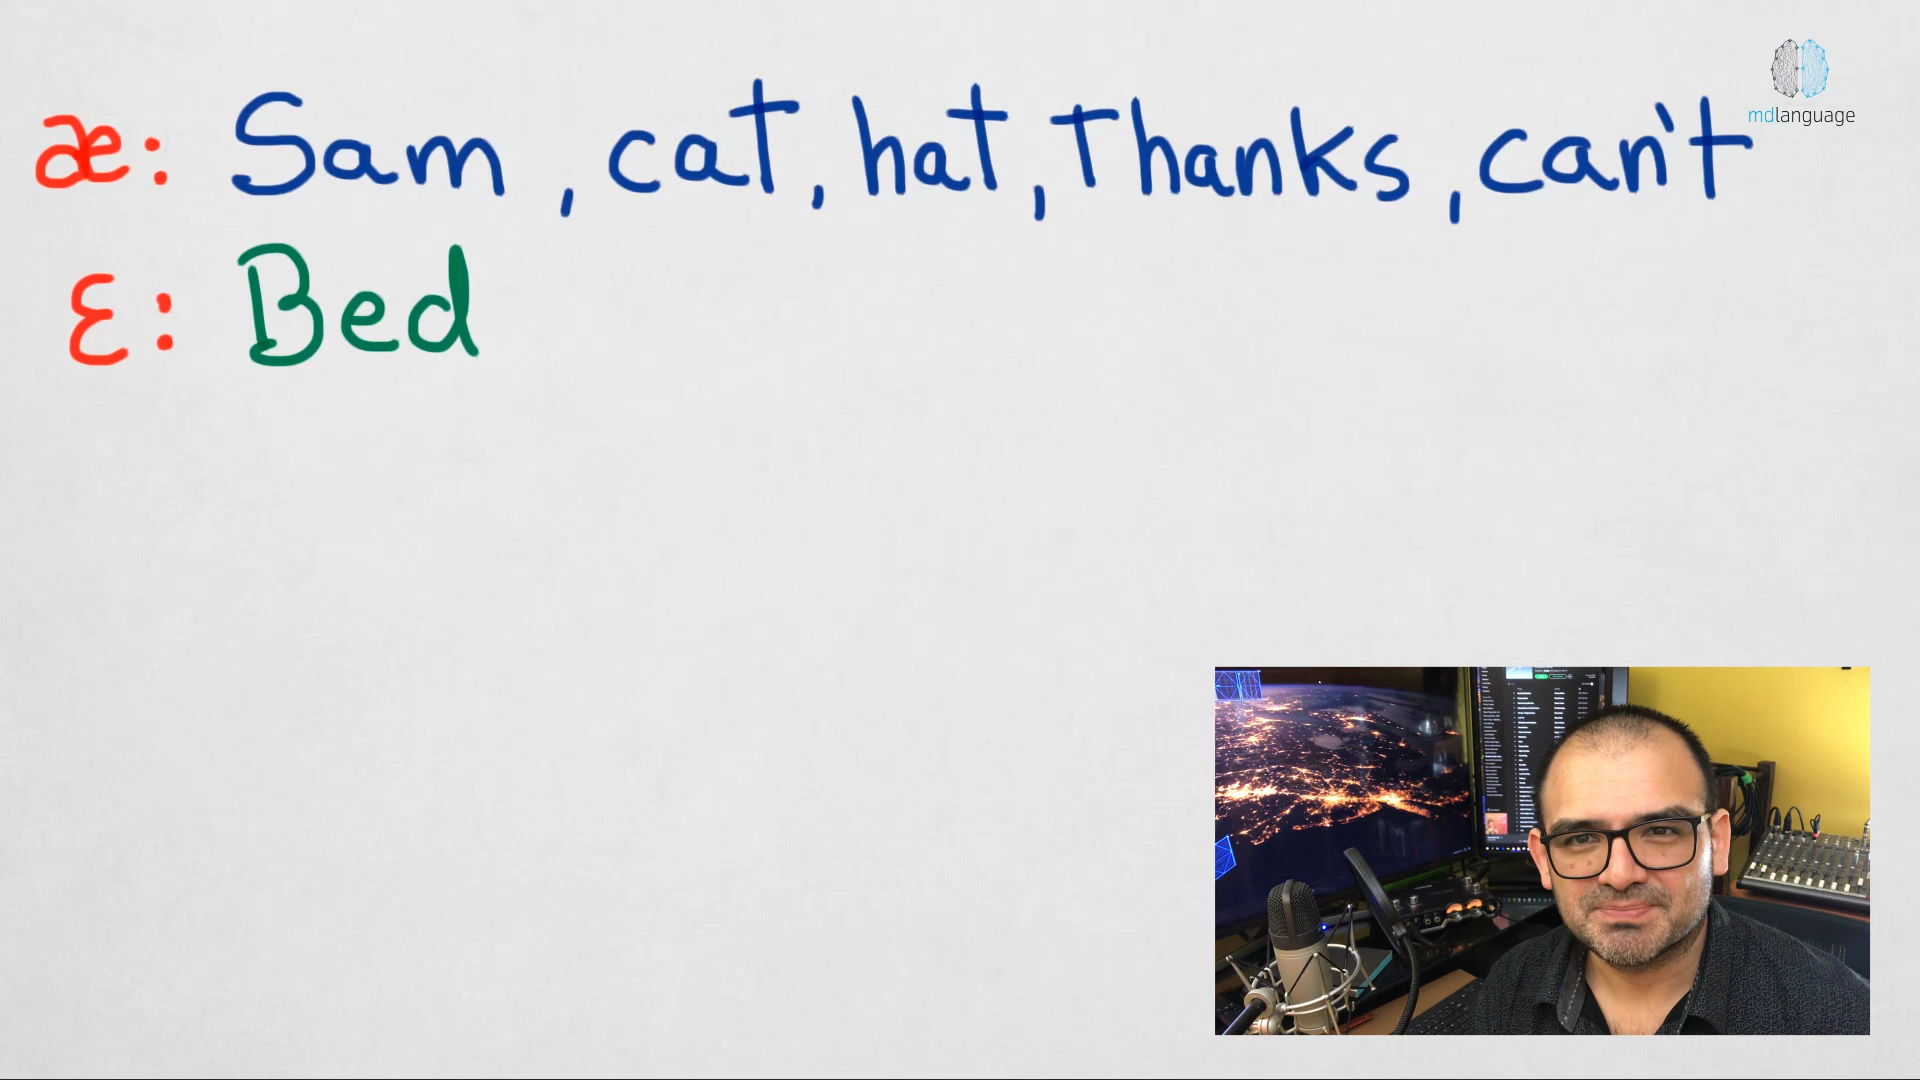 mdlanguage
æ: Sam, cat, hat, Thanks, can't
ɛ: Bed